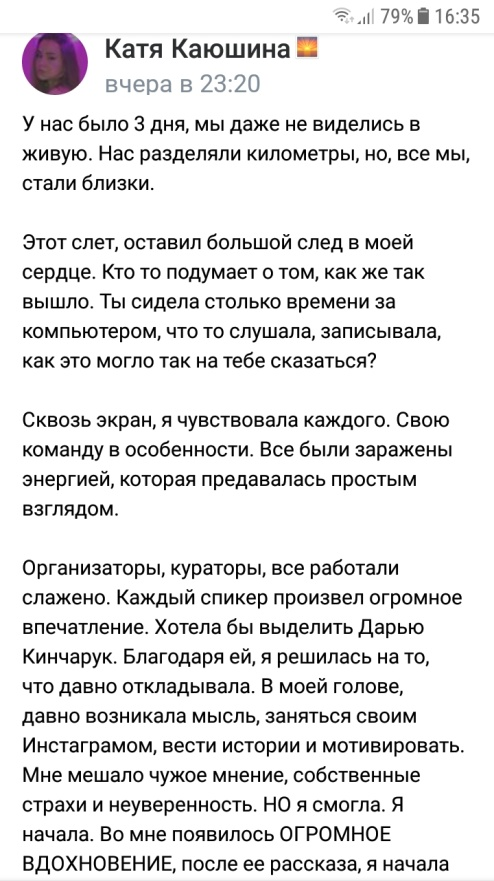 79% 16:35
Катя Каюшина
вчера в 23:20
У нас было 3 дня, мы даже не виделись в
живую. Нас разделяли километры, но, все мы,
стали близки.
Этот слет, оставил большой след в моей
сердце. Кто то подумает о том, как же так
вышло. Ты сидела столько времени за
компьютером, что то слушала, записывала,
как это могло так на тебе сказаться?
Сквозь экран, я чувствовала каждого. Свою
команду в особенности. Все были заражены
энергией, которая предавалась простым
взглядом.
Организаторы, кураторы, все работали
слажено. Каждый спикер произвел огромное
впечатление. Хотела бы выделить Дарью
Кинчарук. Благодаря ей, я решилась на то,
что давно откладывала. В моей голове,
давно возникала мысль, заняться своим
Инстаграмом, вести истории и мотивировать.
Мне мешало чужое мнение, собственные
страхи и неуверенность. НО я смогла. Я
начала. Во мне появилось ОГРОМНОЕ
ВДОХНОВЕНИЕ, после ее рассказа, я начала